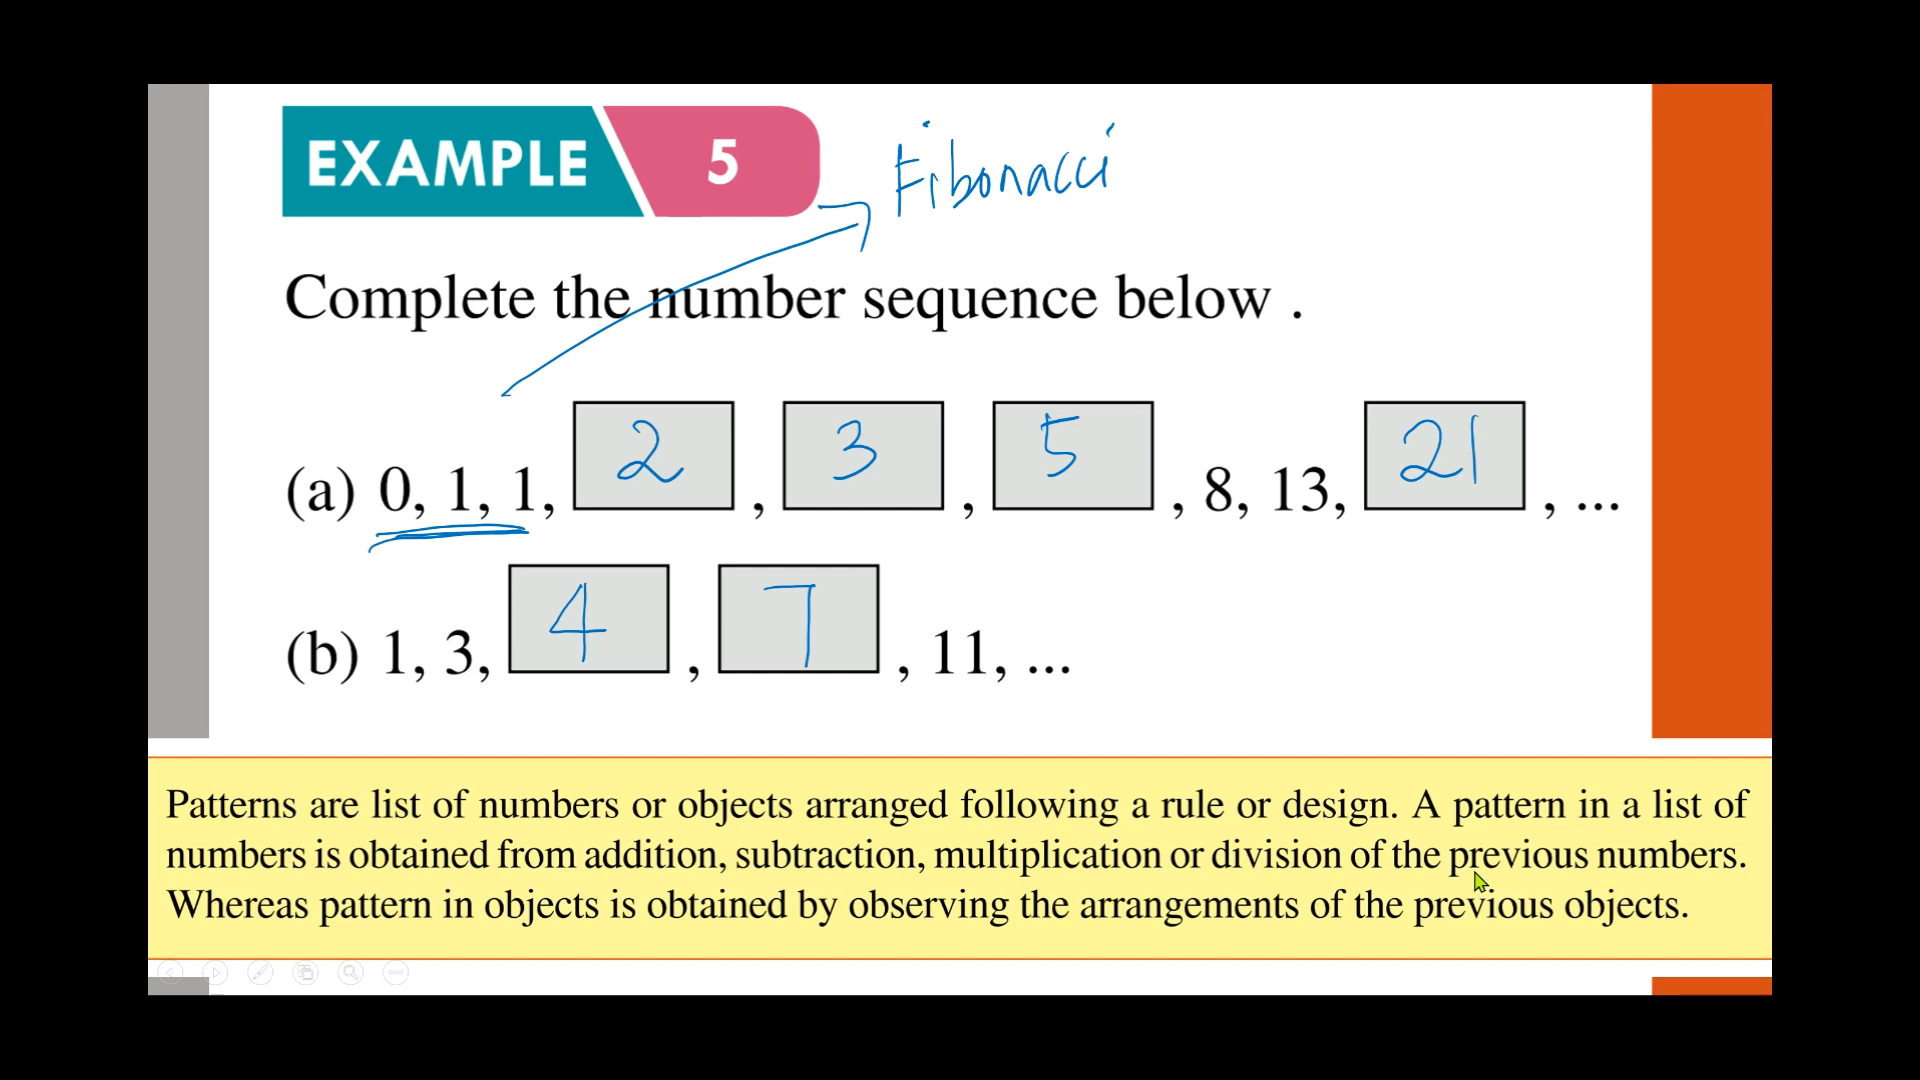 EXAMPLE 5
Fibonacci
Complete the number sequence below .
(a) 0, 1, 1, 2 , 3 , 5 , 8, 13, 21 , ...
(b) 1, 3, 4 , 7 , 11, ...
Patterns are list of numbers or objects arranged following a rule or design. A pattern in a list of
numbers is obtained from addition, subtraction, multiplication or division of the previous numbers.
Whereas pattern in objects is obtained by observing the arrangements of the previous objects.